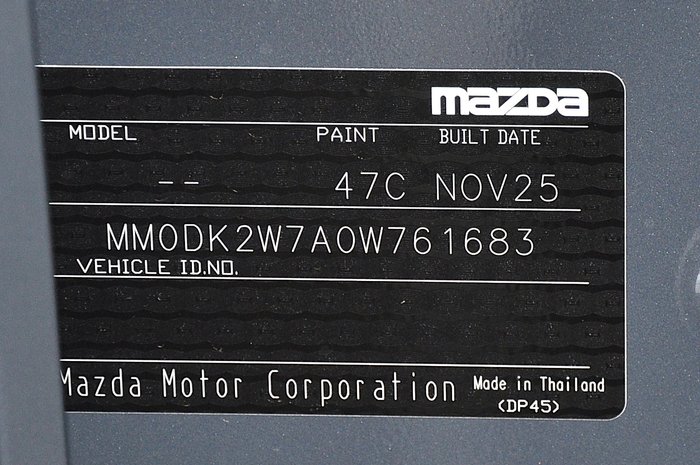 mazda
MODEL PAINT BUILT DATE
-- 47C NOV25
MM0DK2W7A0W761683
VEHICLE ID.NO.
Mazda Motor Corporation Made in Thailand
(DP45)